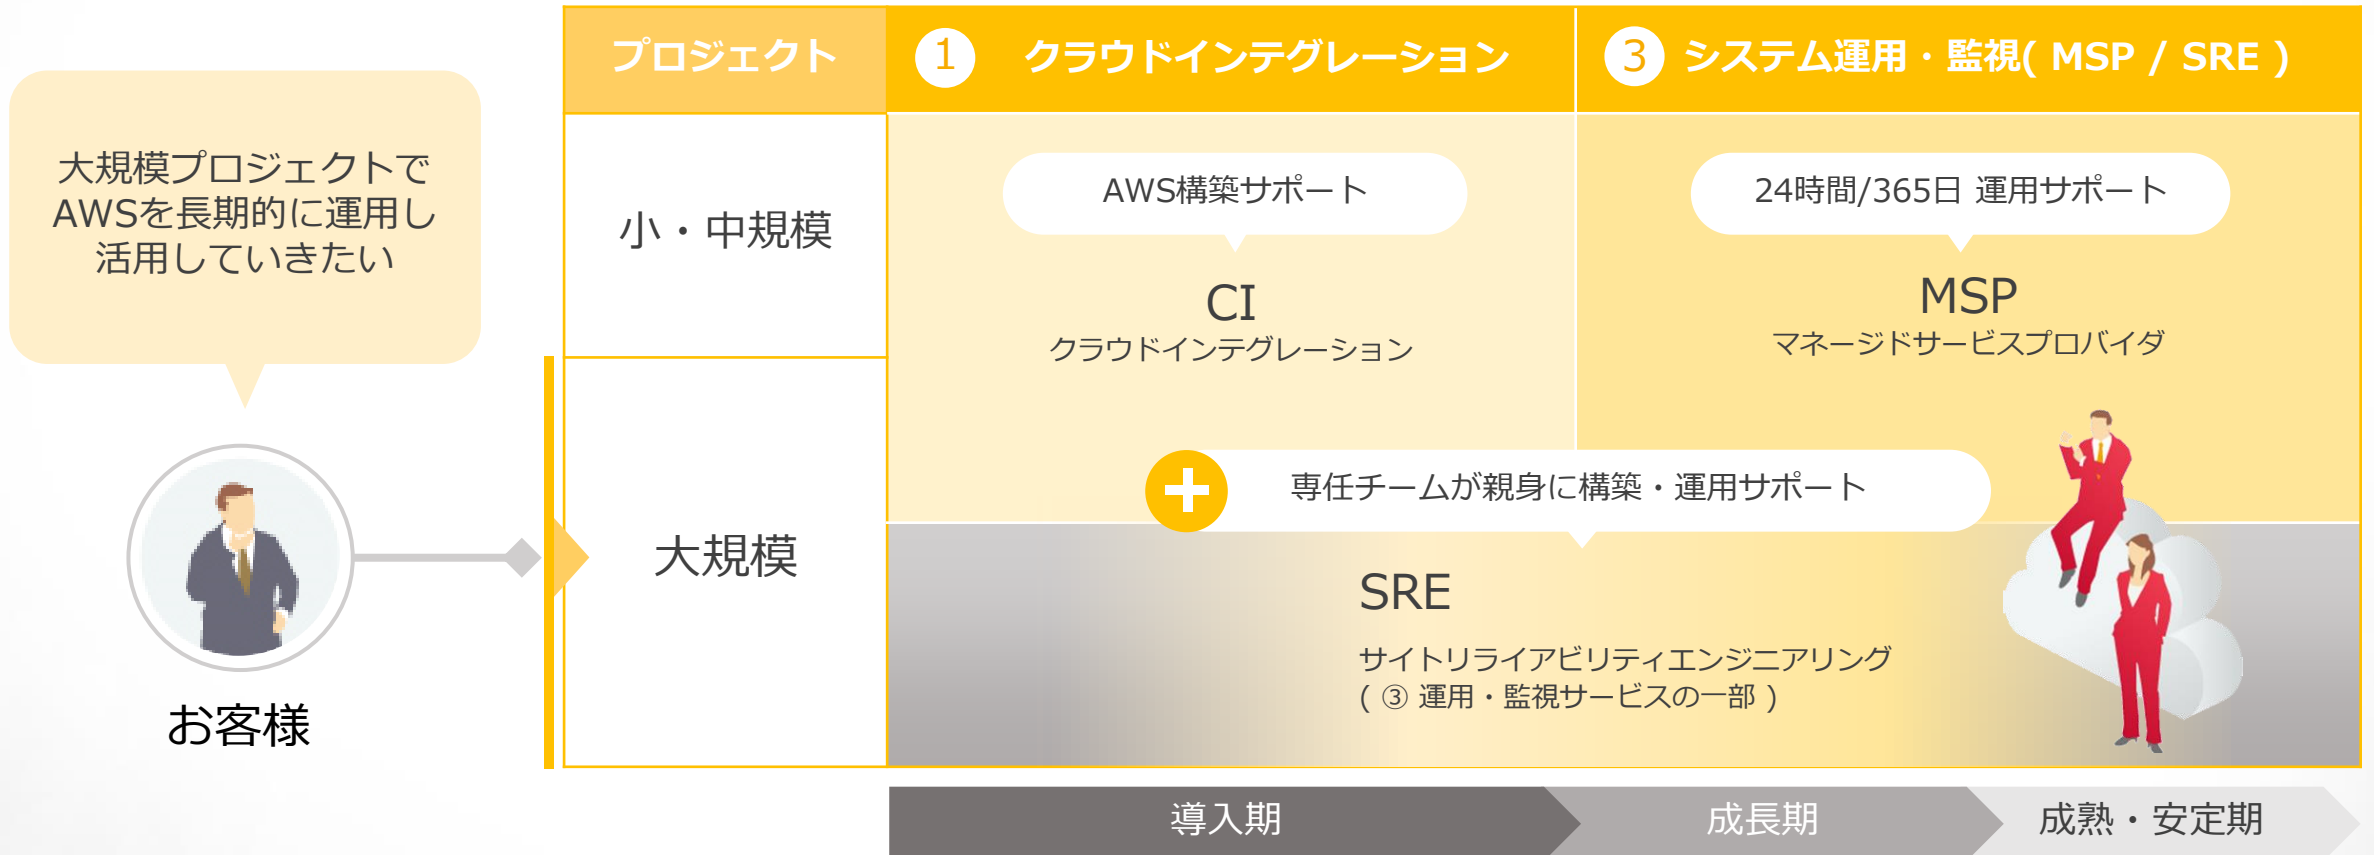 プロジェクト
1 クラウドインテグレーション
3 システム運用・監視( MSP / SRE )
大規模プロジェクトで
AWSを長期的に運用し
活用していきたい
お客様
小・中規模
AWS構築サポート
CI
クラウドインテグレーション
24時間/365日 運用サポート
MSP
マネージドサービスプロバイダ
大規模
専任チームが親身に構築・運用サポート
SRE
サイトリライアビリティエンジニアリング
( ③ 運用・監視サービスの一部 )
導入期
成長期
成熟・安定期